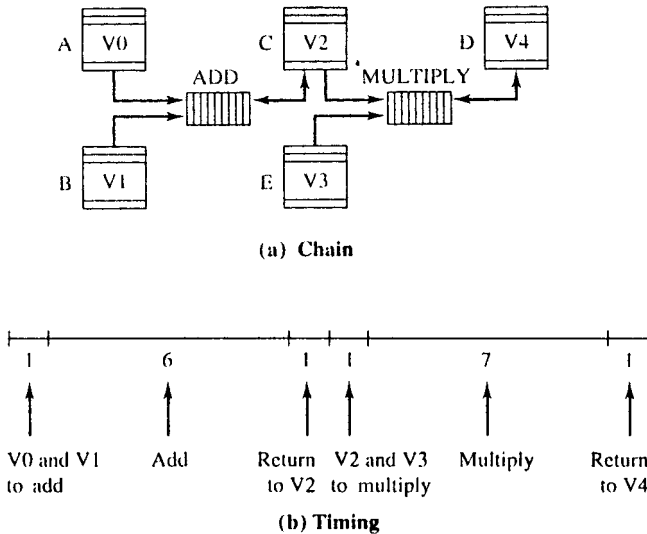 A V0 C V2 D V4
ADD MULTIPLY
B V1 E V3
(a) Chain
1 6 1 1 7 1
V0 and V1 Add Return V2 and V3 Multiply Return
to add to V2 to multiply to V4
(b) Timing